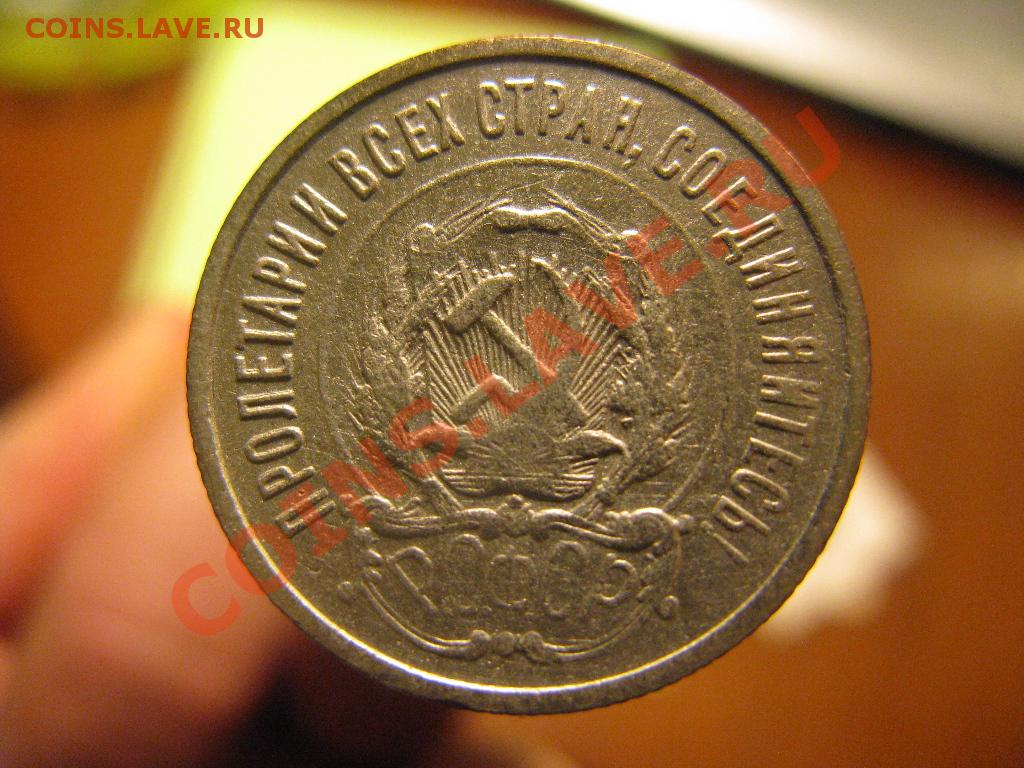 COINS.LAVE.RU
ПРОЛЕТАРИИ ВСЕХ СТРАН, СОЕДИНЯЙТЕСЬ!
COINS.LAVE.RU
Р.С.Ф.С.Р.